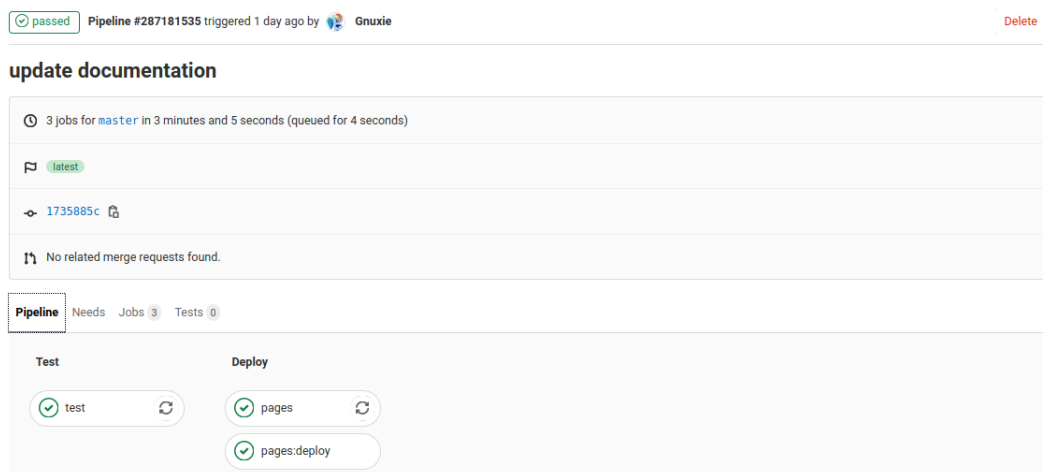 passed Pipeline #287181535 triggered 1 day ago by Gnuxie Delete
update documentation
3 jobs for master in 3 minutes and 5 seconds (queued for 4 seconds)
latest
1735885c
No related merge requests found.
Pipeline Needs Jobs 3 Tests 0
Test Deploy
test pages
pages:deploy